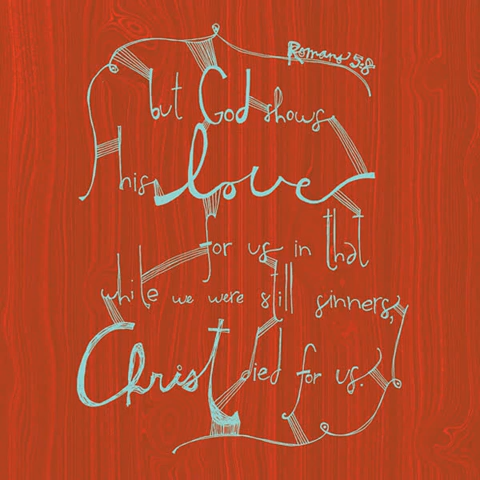 Romans 5:8
but God shows
his love
for us in that
while we were still sinners,
Christ died for us.